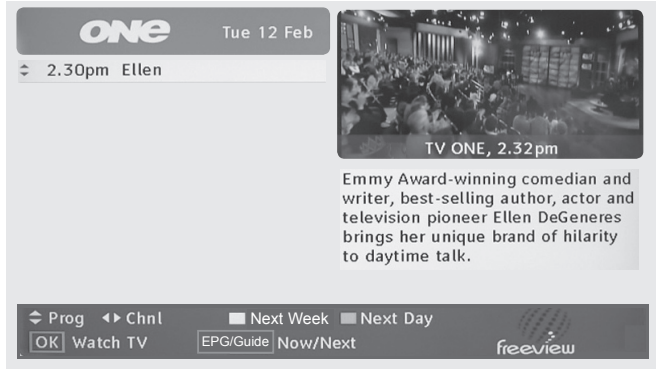 one
Tue 12 Feb
2.30pm Ellen
TV ONE, 2.32pm
Emmy Award-winning comedian and
writer, best-selling author, actor and
television pioneer Ellen DeGeneres
brings her unique brand of hilarity
to daytime talk.
Prog Chnl Next Week Next Day
OK Watch TV EPG/Guide Now/Next
freeview